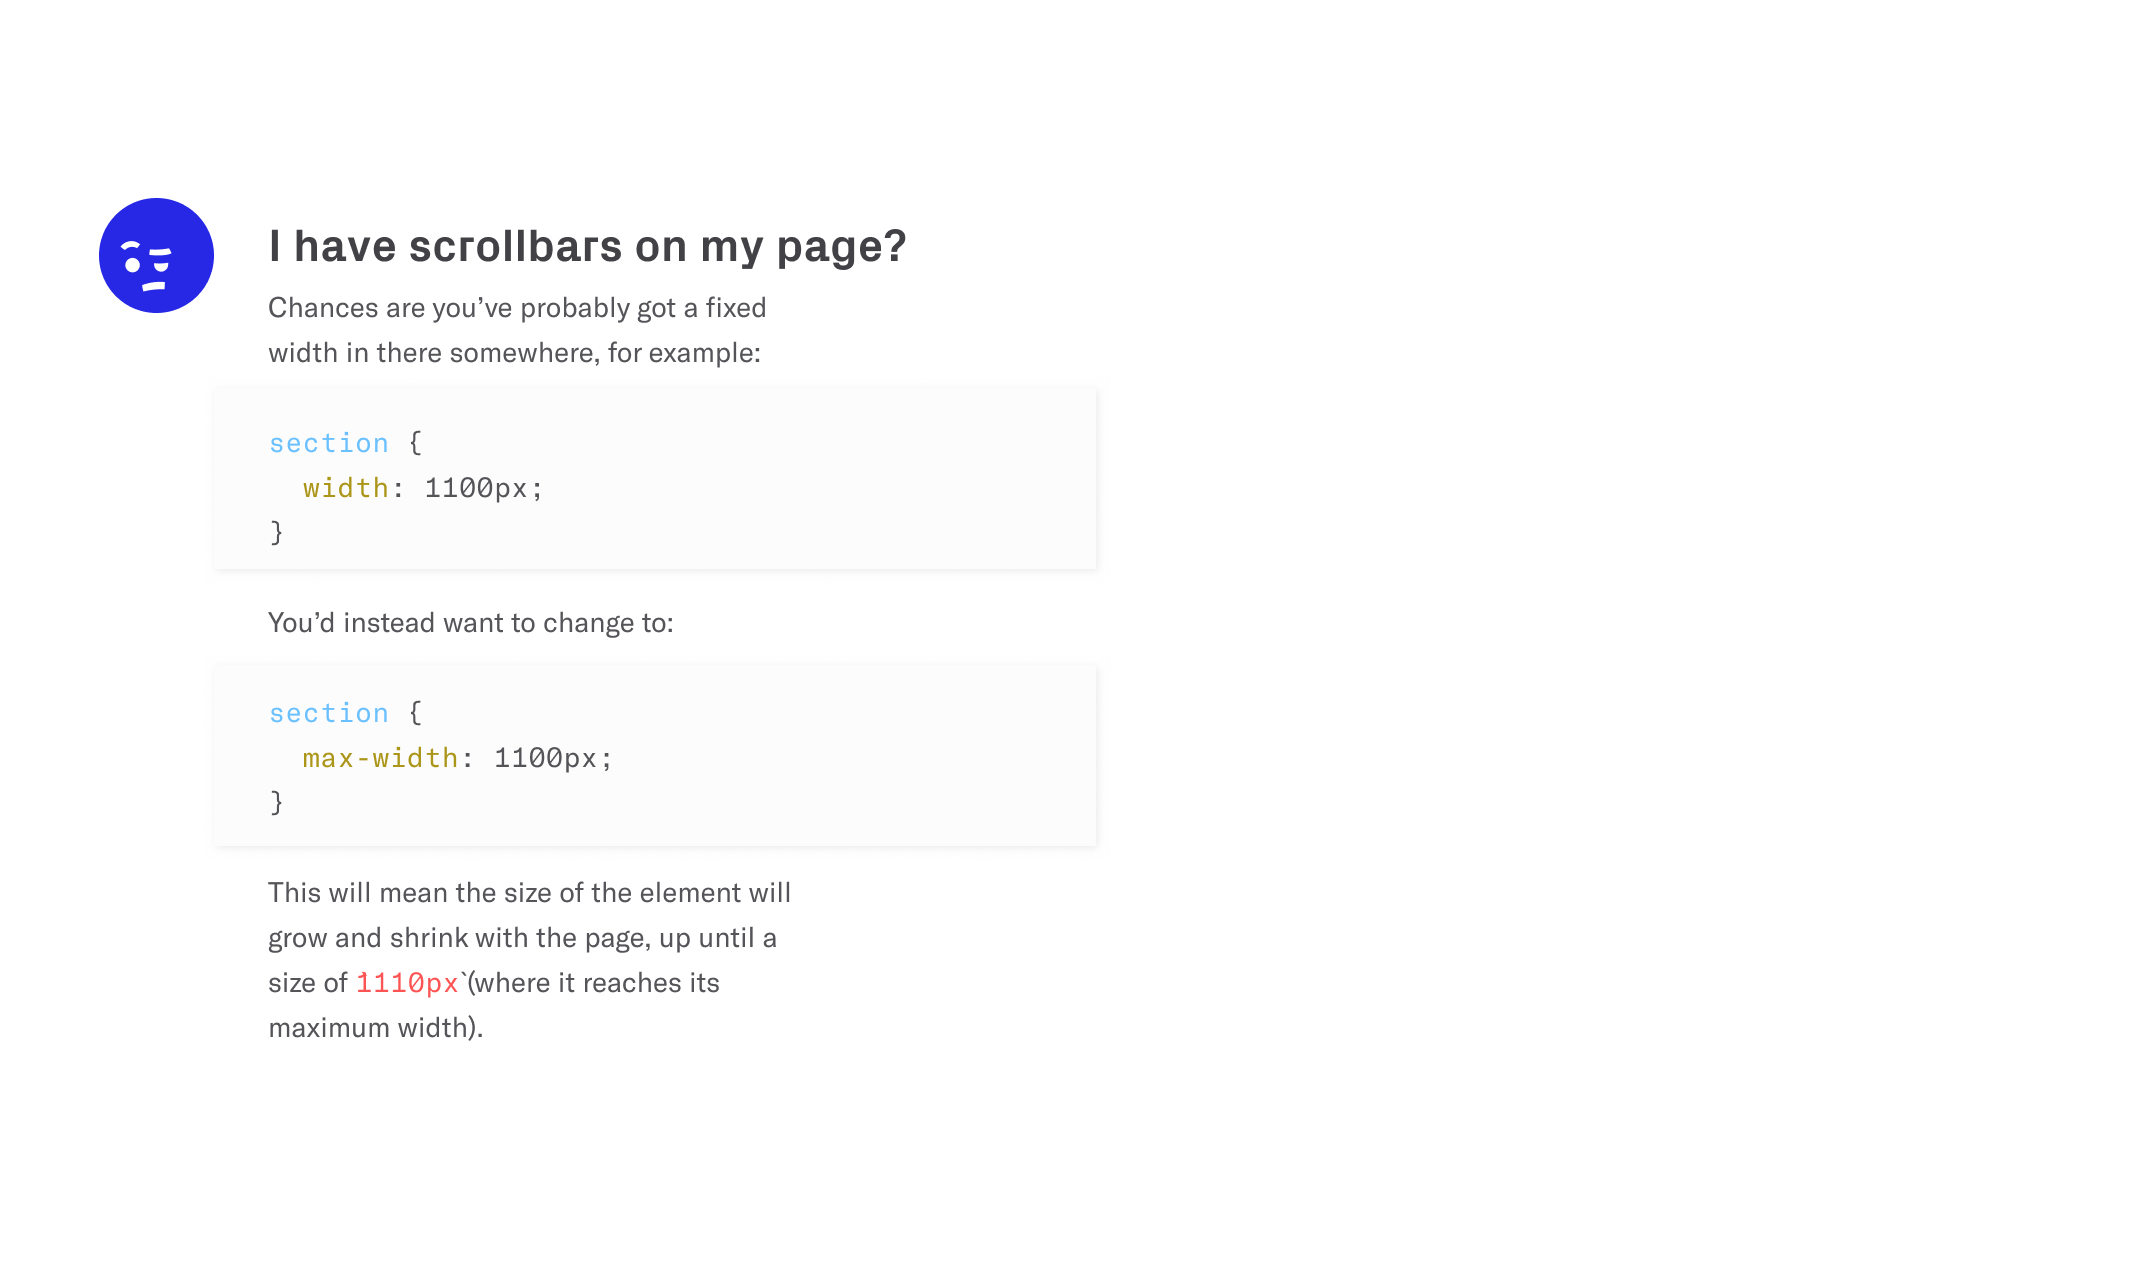 I have scrollbars on my page?
Chances are you’ve probably got a fixed
width in there somewhere, for example:
section {
  width: 1100px;
}
You’d instead want to change to:
section {
  max-width: 1100px;
}
This will mean the size of the element will
grow and shrink with the page, up until a
size of `1110px` (where it reaches its
maximum width).